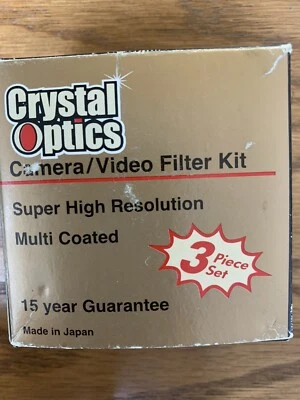 Crystal
Optics
Camera/Video Filter Kit
Super High Resolution
Multi Coated
3 Piece
Set
15 year Guarantee
Made in Japan